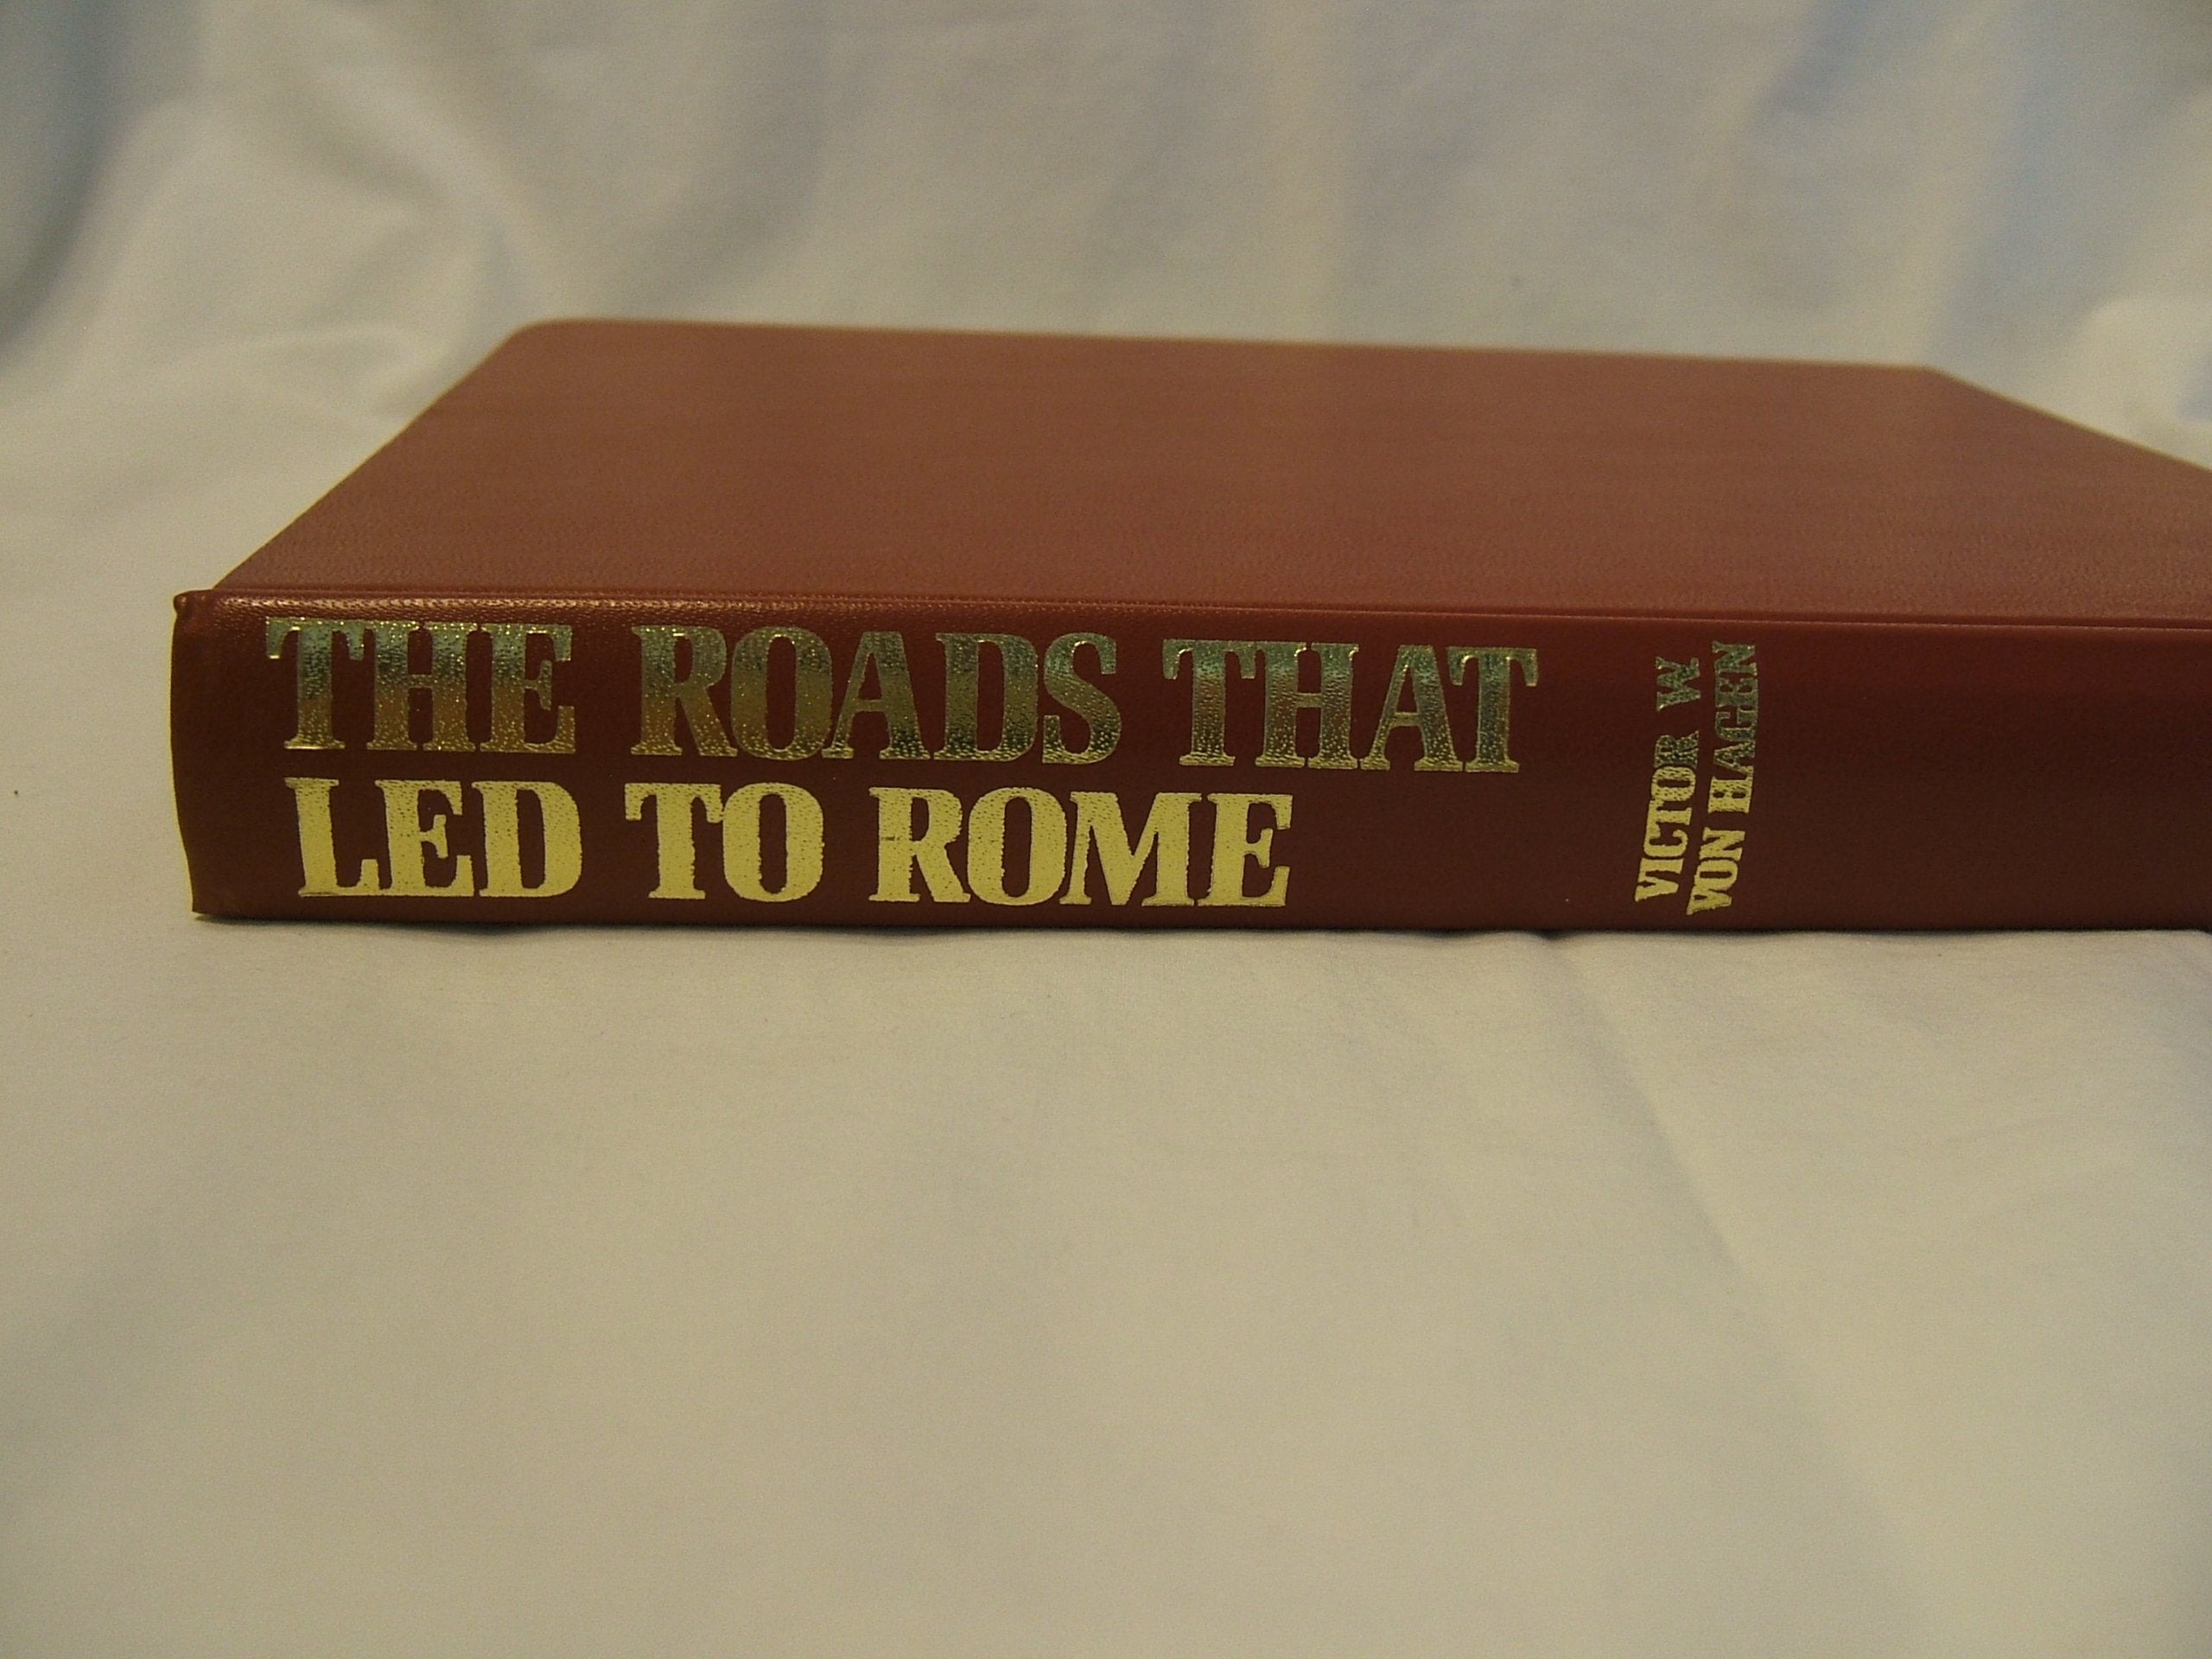 THE ROADS THAT
LED TO ROME
VICTOR W
VON HAGEN